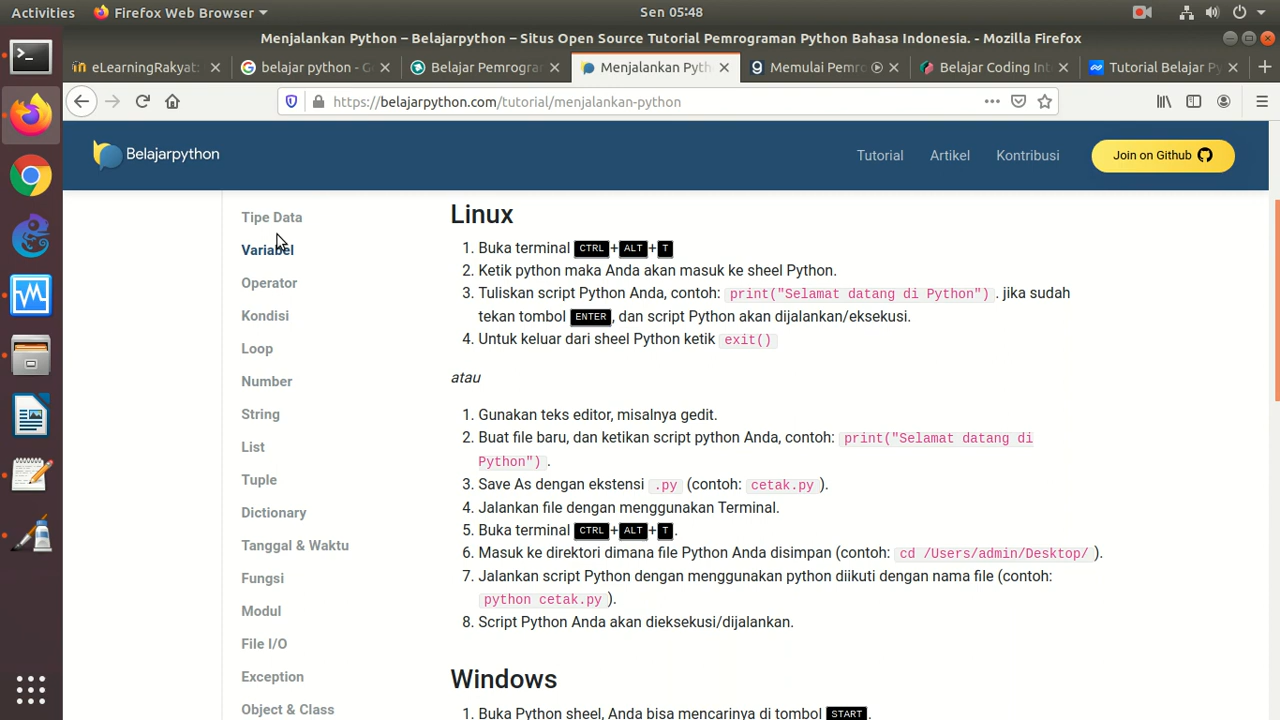 Activities
Firefox Web Browser
Sen 05:48
Menjalankan Python – Belajarpython – Situs Open Source Tutorial Pemrograman Python Bahasa Indonesia. - Mozilla Firefox
eLearningRakyat:
belajar python - G
Belajar Pemrogra
Menjalankan Pyth
Memulai Pemro
Belajar Coding Int
Tutorial Belajar Py
https://belajarpython.com/tutorial/menjalankan-python
Belajarpython
Tutorial
Artikel
Kontribusi
Join on Github
Tipe Data
Variabel
Operator
Kondisi
Loop
Number
String
List
Tuple
Dictionary
Tanggal & Waktu
Fungsi
Modul
File I/O
Exception
Object & Class
Linux
1. Buka terminal CTRL+ALT+T
2. Ketik python maka Anda akan masuk ke sheel Python.
3. Tuliskan script Python Anda, contoh: print("Selamat datang di Python") . jika sudah
tekan tombol ENTER, dan script Python akan dijalankan/eksekusi.
4. Untuk keluar dari sheel Python ketik exit()
atau
1. Gunakan teks editor, misalnya gedit.
2. Buat file baru, dan ketikan script python Anda, contoh: print("Selamat datang di
Python") .
3. Save As dengan ekstensi .py (contoh: cetak.py ).
4. Jalankan file dengan menggunakan Terminal.
5. Buka terminal CTRL+ALT+T.
6. Masuk ke direktori dimana file Python Anda disimpan (contoh: cd /Users/admin/Desktop/ ).
7. Jalankan script Python dengan menggunakan python diikuti dengan nama file (contoh:
python cetak.py ).
8. Script Python Anda akan dieksekusi/dijalankan.
Windows
1. Buka Python sheel, Anda bisa mencarinya di tombol START.